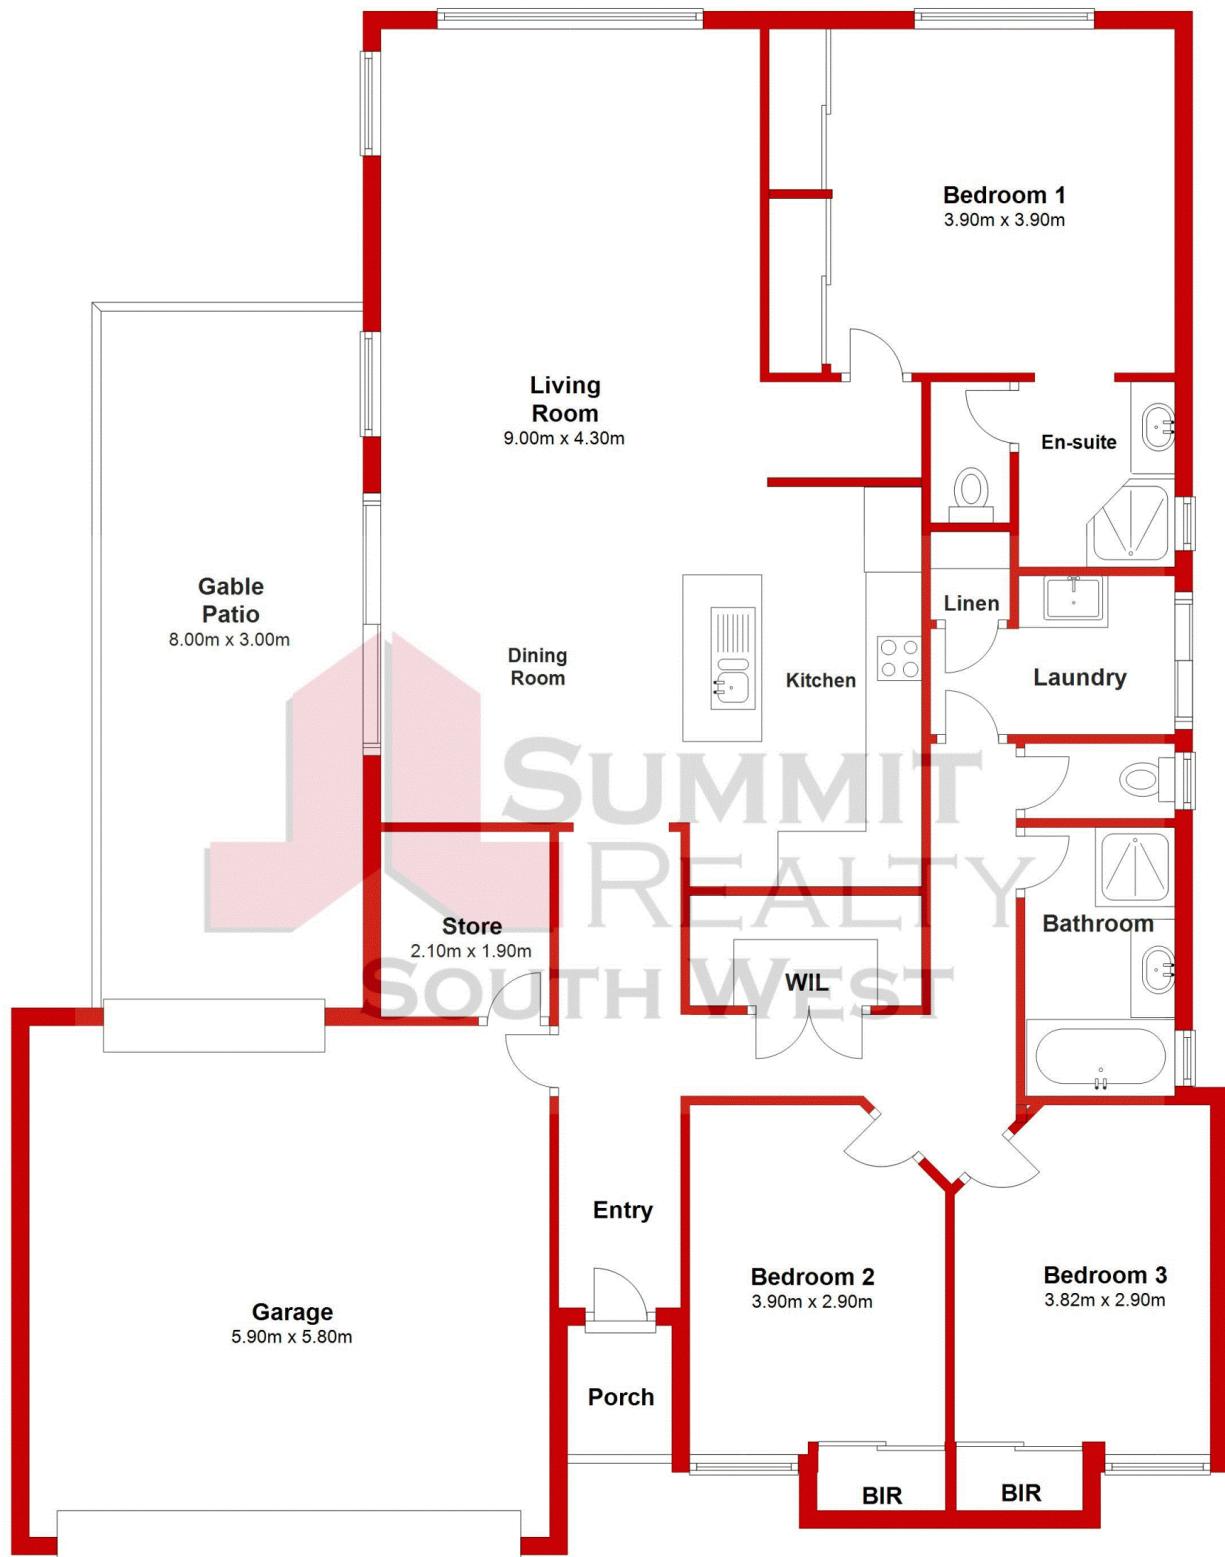 Bedroom 1
3.90m x 3.90m
Living
Room
9.00m x 4.30m
En-suite
Gable
Patio
8.00m x 3.00m
Linen
Dining
Room
Kitchen
Laundry
SUMMIT
REALTY
SOUTH WEST
Store
2.10m x 1.90m
Bathroom
WIL
Entry
Bedroom 2
3.90m x 2.90m
Bedroom 3
3.82m x 2.90m
Garage
5.90m x 5.80m
Porch
BIR
BIR